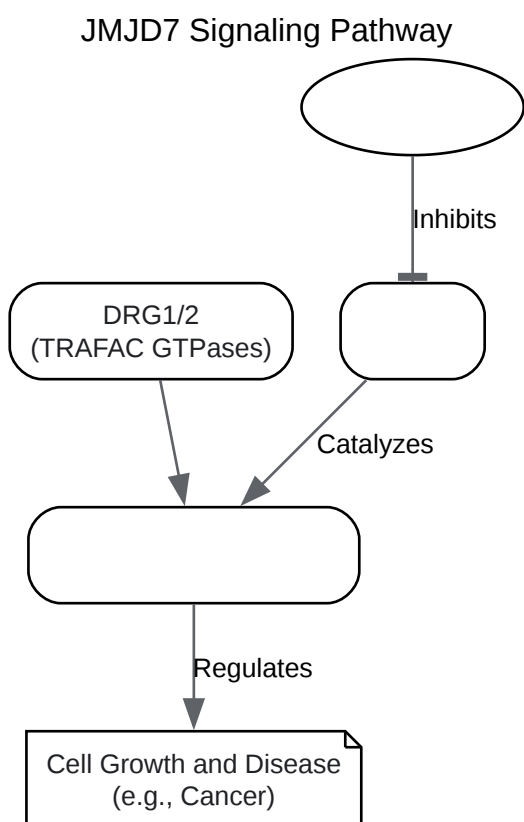 JMJD7 Signaling Pathway
Inhibits
DRG1/2
(TRAFAC GTPases)
Catalyzes
Regulates
Cell Growth and Disease
(e.g., Cancer)